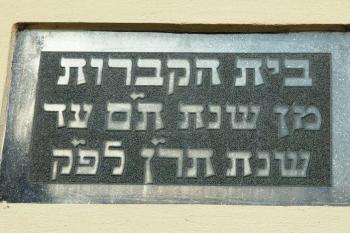 בית הקברות
מן שנת ת״ם עד
שנת תר״ן לפ״ק